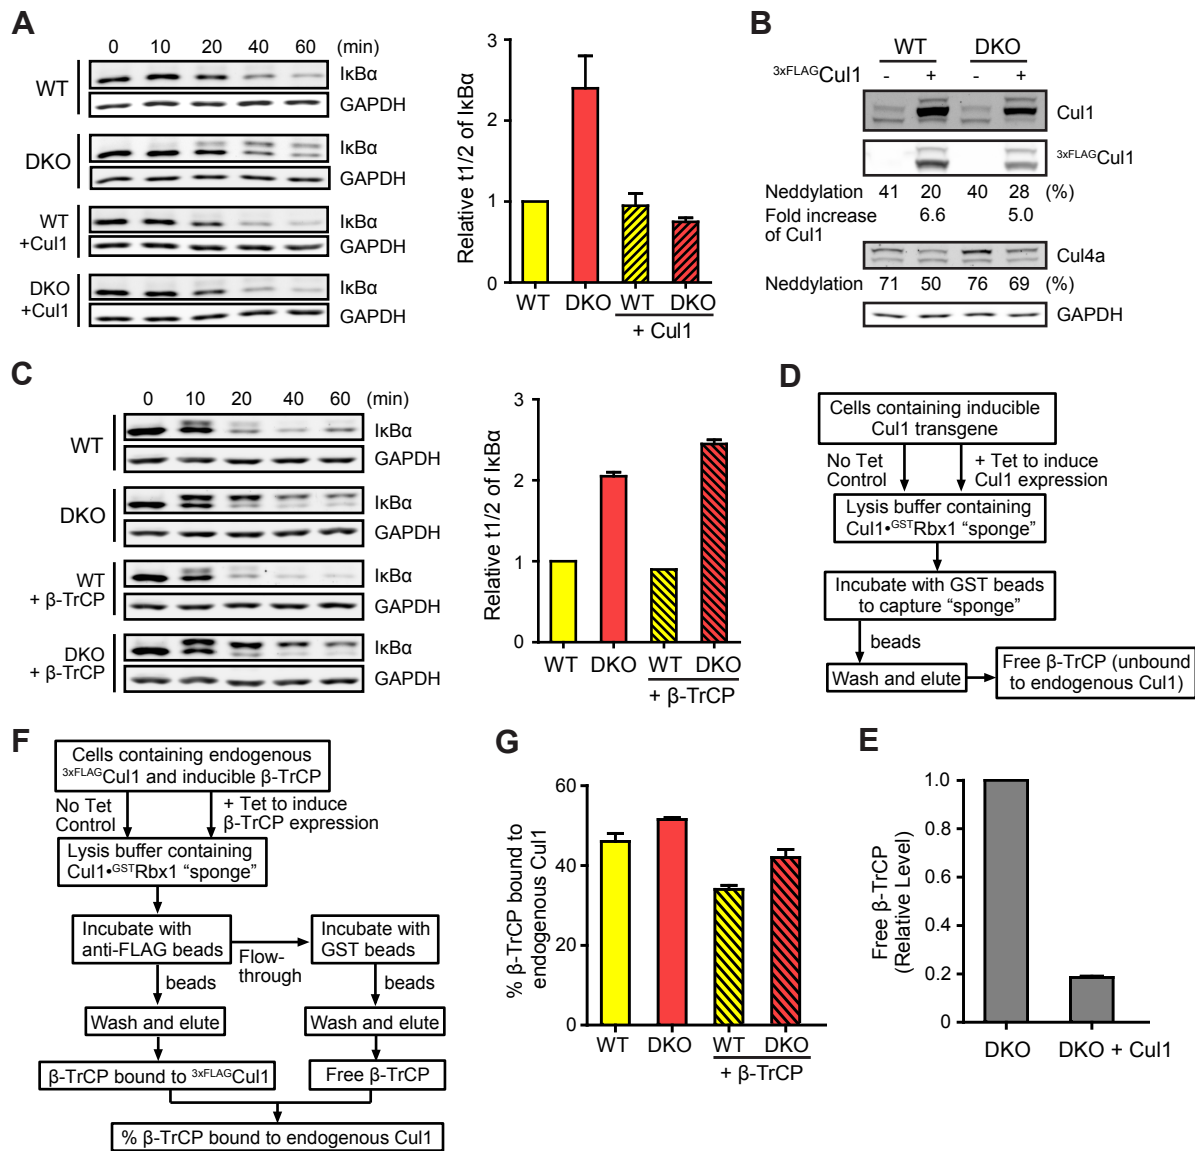 A
0 10 20 40 60 (min)
WT
IκBα
GAPDH
DKO
IκBα
GAPDH
WT
+Cul1
IκBα
GAPDH
DKO
+Cul1
IκBα
GAPDH
Relative t1/2 of IκBα
3
2
1
0
WT DKO WT DKO
+ Cul1
B
WT DKO
3xFLAGCul1 - + - +
Cul1
3xFLAGCul1
Neddylation 41 20 40 28 (%)
Fold increase
of Cul1
6.6 5.0
Cul4a
Neddylation 71 50 76 69 (%)
GAPDH
C
0 10 20 40 60 (min)
WT
IκBα
GAPDH
DKO
IκBα
GAPDH
WT
+ β-TrCP
IκBα
GAPDH
DKO
+ β-TrCP
IκBα
GAPDH
Relative t1/2 of IκBα
3
2
1
0
WT DKO WT DKO
+ β-TrCP
D
Cells containing inducible
Cul1 transgene
No Tet
Control
+ Tet to induce
Cul1 expression
Lysis buffer containing
Cul1•GSTRbx1 “sponge”
Incubate with GST beads
to capture “sponge”
beads
Wash and elute
Free β-TrCP (unbound
to endogenous Cul1)
F
Cells containing endogenous
3xFLAGCul1 and inducible β-TrCP
No Tet
Control
+ Tet to induce
β-TrCP expression
Lysis buffer containing
Cul1•GSTRbx1 “sponge”
Incubate with
anti-FLAG beads
Flow-
through
Incubate with
GST beads
beads
beads
Wash and elute
Wash and elute
β-TrCP bound to 3xFLAGCul1
Free β-TrCP
% β-TrCP bound to endogenous Cul1
G
% β-TrCP bound to
endogenous Cul1
60
40
20
0
WT DKO WT DKO
+ β-TrCP
E
Free β-TrCP
(Relative Level)
1.0
0.8
0.6
0.4
0.2
0
DKO DKO + Cul1